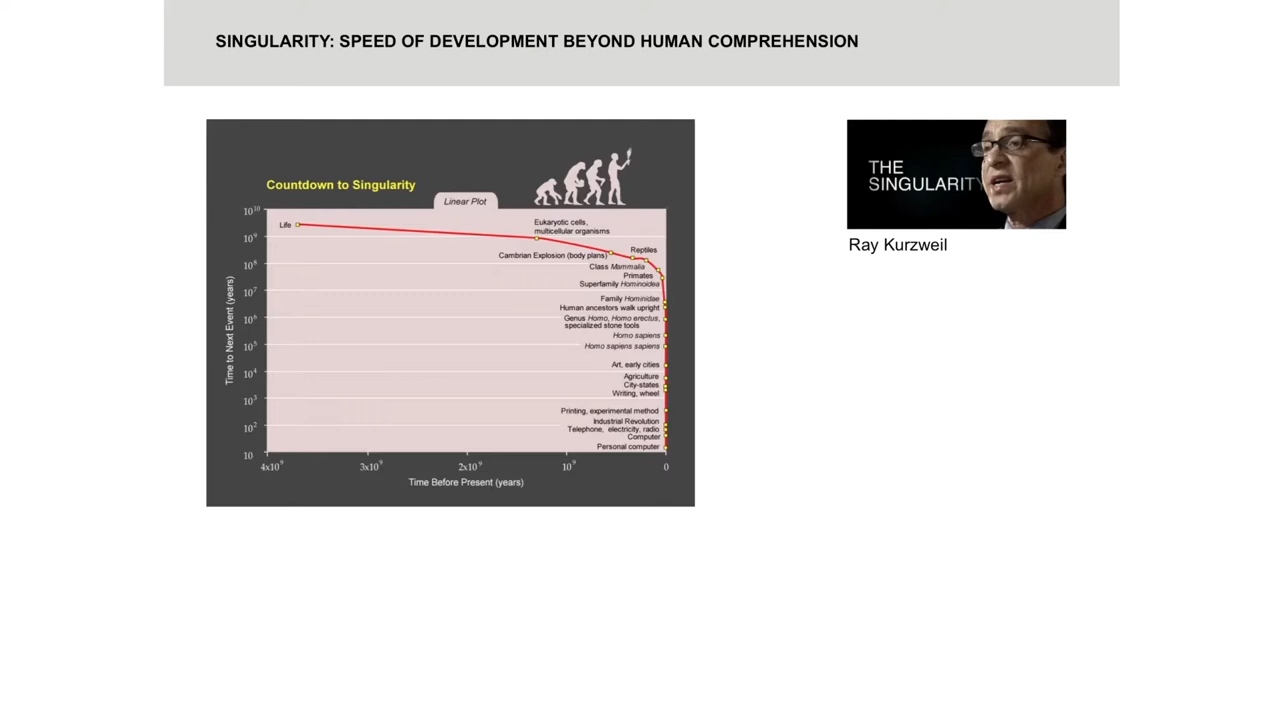 SINGULARITY: SPEED OF DEVELOPMENT BEYOND HUMAN COMPREHENSION
Countdown to Singularity
Linear Plot
Time to Next Event (years)
10¹⁰
10⁹
10⁸
10⁷
10⁶
10⁵
10⁴
10³
10²
10
Life
Eukaryotic cells,
multicellular organisms
Reptiles
Cambrian Explosion (body plans)
Class Mammalia
Primates
Superfamily Hominoidea
Family Hominidae
Human ancestors walk upright
Genus Homo, Homo erectus,
specialized stone tools
Homo sapiens
Homo sapiens sapiens
Art, early cities
Agriculture
City-states
Writing, wheel
Printing, experimental method
Industrial Revolution
Telephone, electricity, radio
Computer
Personal computer
4x10⁹
3x10⁹
2x10⁹
10⁹
0
Time Before Present (years)
THE
SINGULARITY
Ray Kurzweil